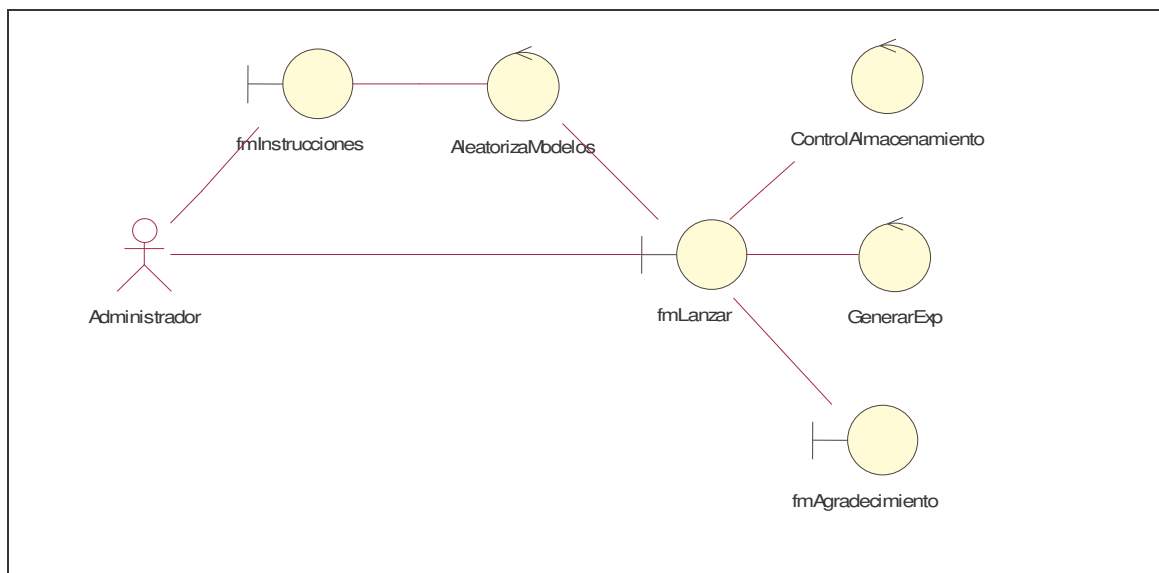 fmInstrucciones
AleatorizaModelos
ControlAlmacenamiento
Administrador
fmLanzar
GenerarExp
fmAgradecimiento